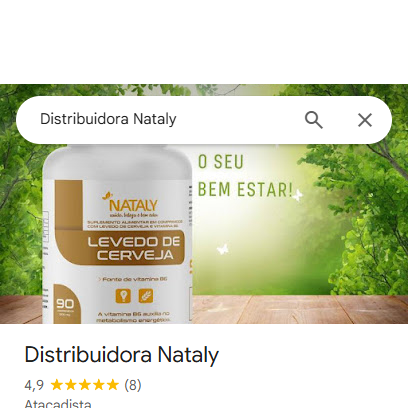 Distribuidora Nataly
O SEU
BEM ESTAR!
NATALY
saúde, beleza e bem estar
SUPLEMENTO ALIMENTAR EM COMPRIMIDOS
COM LEVEDO DE CERVEJA E VITAMINA B6
LEVEDO DE
CERVEJA
Fonte de vitamina B6
90
A vitamina B6 auxilia no
metabolismo energético
Distribuidora Nataly
4,9 (8)
Atacadista